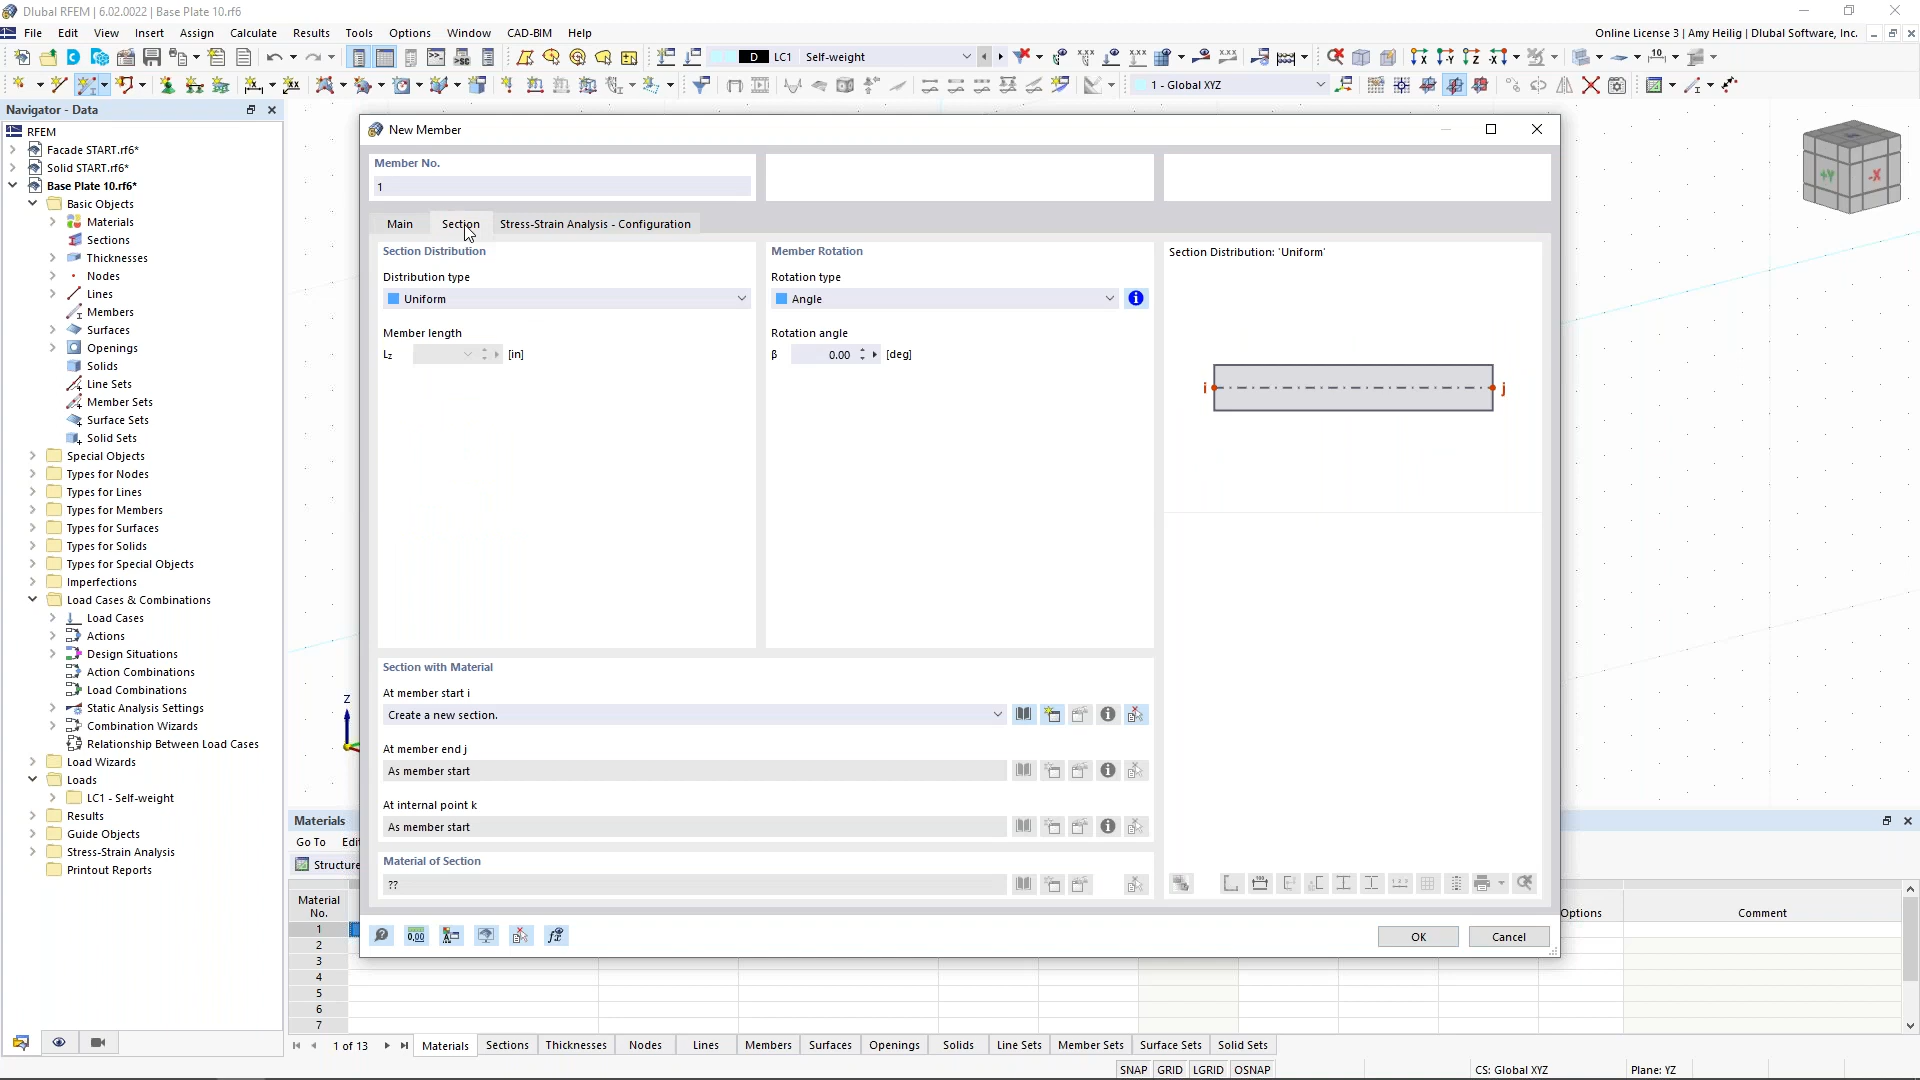 Dlubal RFEM | 6.02.0022 | Base Plate 10.rf6
File Edit View Insert Assign Calculate Results Tools Options Window CAD-BIM Help
Online License 3 | Amy Heilig | Dlubal Software, Inc.
D LC1 Self-weight
1 - Global XYZ
Navigator - Data
RFEM
Facade START.rf6*
Solid START.rf6*
Base Plate 10.rf6*
Basic Objects
Materials
Sections
Thicknesses
Nodes
Lines
Members
Surfaces
Openings
Solids
Line Sets
Member Sets
Surface Sets
Solid Sets
Special Objects
Types for Nodes
Types for Lines
Types for Members
Types for Surfaces
Types for Solids
Types for Special Objects
Imperfections
Load Cases & Combinations
Load Cases
Actions
Design Situations
Action Combinations
Load Combinations
Static Analysis Settings
Combination Wizards
Relationship Between Load Cases
Load Wizards
Loads
LC1 - Self-weight
Results
Guide Objects
Stress-Strain Analysis
Printout Reports
New Member
Member No.
1
Main Section Stress-Strain Analysis - Configuration
Section Distribution
Distribution type
Uniform
Member length
Lz [in]
Member Rotation
Rotation type
Angle
Rotation angle
β 0.00 [deg]
Section Distribution: 'Uniform'
i j
Section with Material
At member start i
Create a new section.
At member end j
As member start
At internal point k
As member start
Material of Section
??
OK Cancel
+Y -X
Z
Materials
Go To Edi
Structure
Material No.
Options
Comment
1
2
3
4
5
6
7
1 of 13 Materials Sections Thicknesses Nodes Lines Members Surfaces Openings Solids Line Sets Member Sets Surface Sets Solid Sets
SNAP GRID LGRID OSNAP CS: Global XYZ Plane: YZ